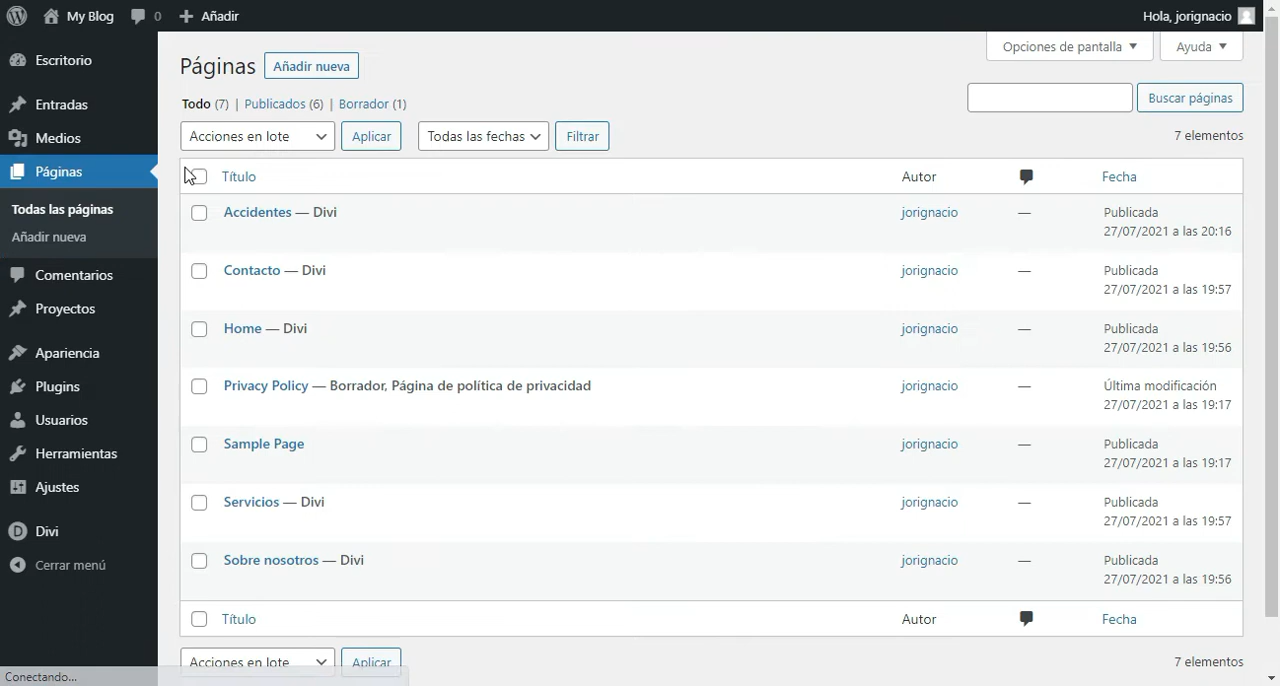 My Blog 0 Añadir Hola, jorignacio
Escritorio
Entradas
Medios
Páginas
Todas las páginas
Añadir nueva
Comentarios
Proyectos
Apariencia
Plugins
Usuarios
Herramientas
Ajustes
Divi
Cerrar menú
Opciones de pantalla Ayuda
Páginas Añadir nueva
Todo (7) | Publicados (6) | Borrador (1)
Buscar páginas
Acciones en lote Aplicar Todas las fechas Filtrar 7 elementos
Título Autor Fecha
Accidentes — Divi jorignacio — Publicada
27/07/2021 a las 20:16
Contacto — Divi jorignacio — Publicada
27/07/2021 a las 19:57
Home — Divi jorignacio — Publicada
27/07/2021 a las 19:56
Privacy Policy — Borrador, Página de política de privacidad jorignacio — Última modificación
27/07/2021 a las 19:17
Sample Page jorignacio — Publicada
27/07/2021 a las 19:17
Servicios — Divi jorignacio — Publicada
27/07/2021 a las 19:57
Sobre nosotros — Divi jorignacio — Publicada
27/07/2021 a las 19:56
Título Autor Fecha
Acciones en lote Aplicar 7 elementos
Conectando...